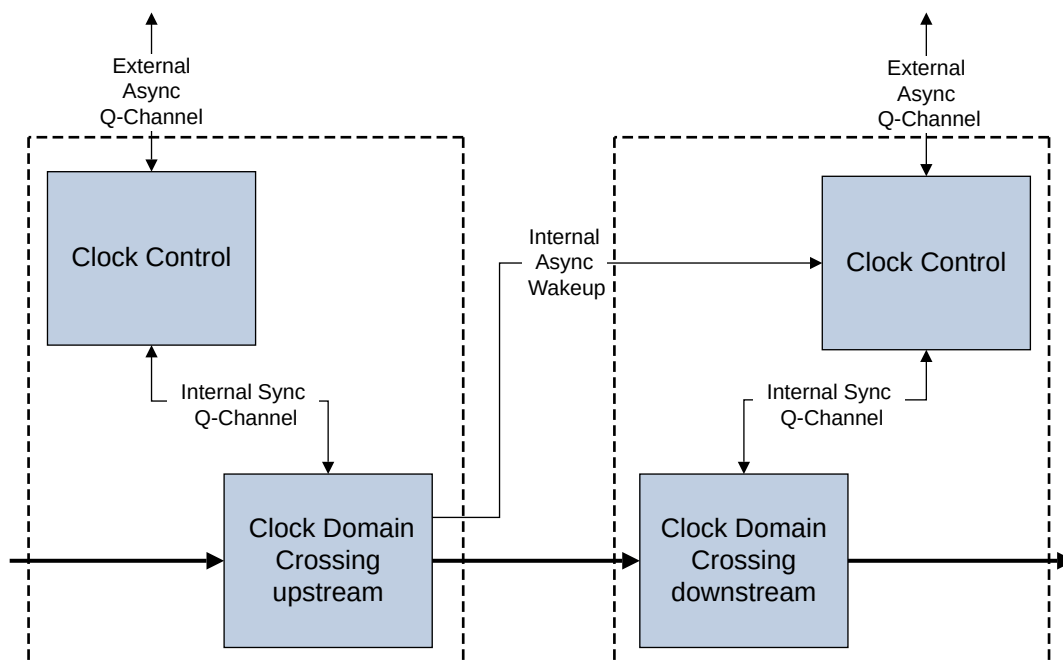 External
Async
Q-Channel
External
Async
Q-Channel
Clock Control
Internal
Async
Wakeup
Clock Control
Internal Sync
Q-Channel
Internal Sync
Q-Channel
Clock Domain
Crossing
upstream
Clock Domain
Crossing
downstream